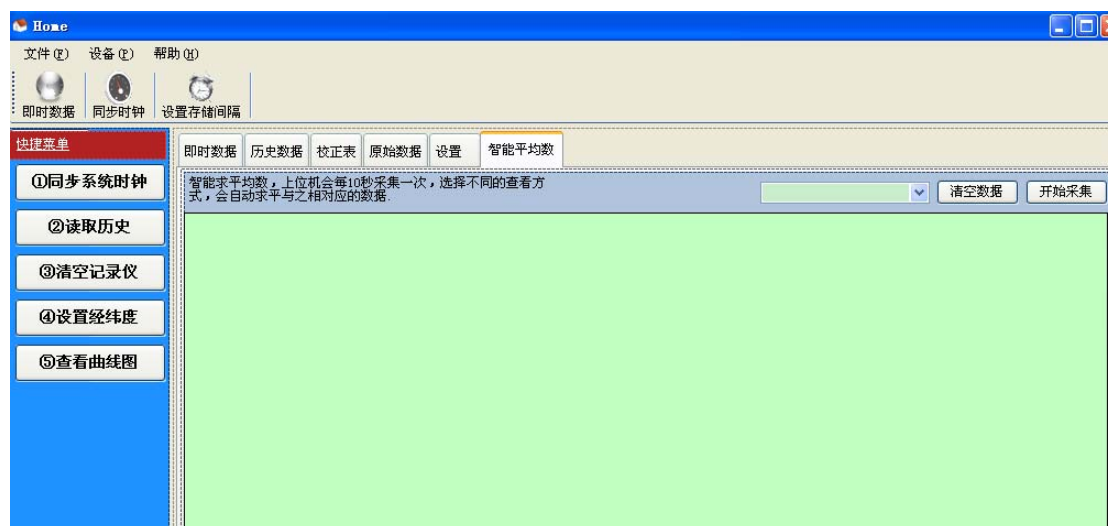 Home
文件(F) 设备(P) 帮助(H)
即时数据 同步时钟 设置存储间隔
快捷菜单
①同步系统时钟
②读取历史
③清空记录仪
④设置经纬度
⑤查看曲线图
即时数据 历史数据 校正表 原始数据 设置 智能平均数
智能求平均数，上位机会每10秒采集一次，选择不同的查看方
式，会自动求平与之相对应的数据.
清空数据 开始采集